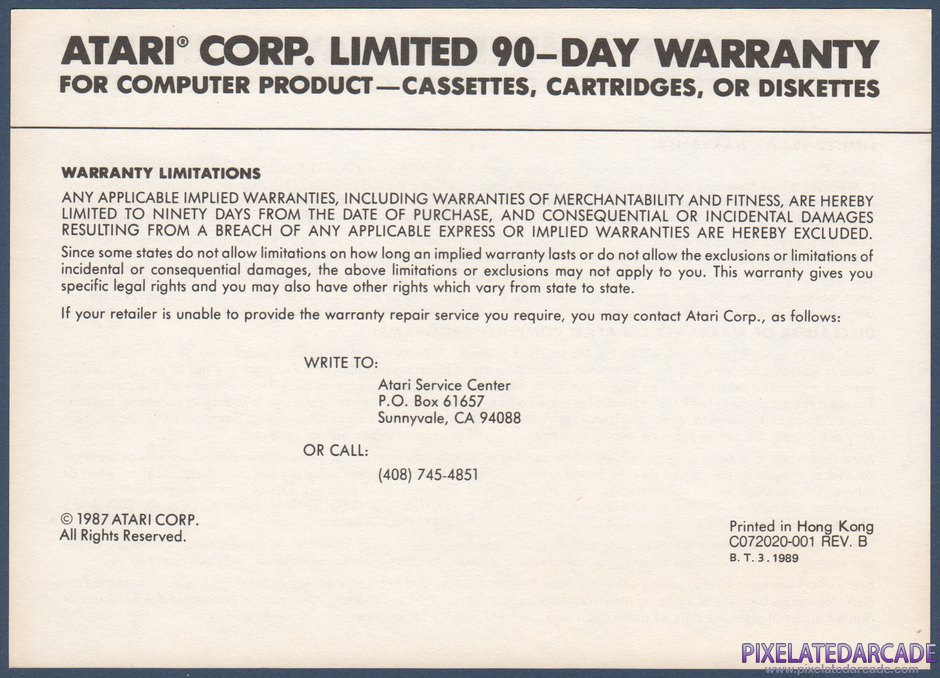 ATARI® CORP. LIMITED 90-DAY WARRANTY
FOR COMPUTER PRODUCT—CASSETTES, CARTRIDGES, OR DISKETTES
WARRANTY LIMITATIONS
ANY APPLICABLE IMPLIED WARRANTIES, INCLUDING WARRANTIES OF MERCHANTABILITY AND FITNESS, ARE HEREBY
LIMITED TO NINETY DAYS FROM THE DATE OF PURCHASE, AND CONSEQUENTIAL OR INCIDENTAL DAMAGES
RESULTING FROM A BREACH OF ANY APPLICABLE EXPRESS OR IMPLIED WARRANTIES ARE HEREBY EXCLUDED.
Since some states do not allow limitations on how long an implied warranty lasts or do not allow the exclusions or limitations of
incidental or consequential damages, the above limitations or exclusions may not apply to you. This warranty gives you
specific legal rights and you may also have other rights which vary from state to state.
If your retailer is unable to provide the warranty repair service you require, you may contact Atari Corp., as follows:
WRITE TO:
Atari Service Center
P.O. Box 61657
Sunnyvale, CA 94088
OR CALL:
(408) 745-4851
© 1987 ATARI CORP.
All Rights Reserved.
Printed in Hong Kong
C072020-001 REV. B
B. T. 3. 1989
PIXELATEDARCADE
www.pixelatedarcade.com